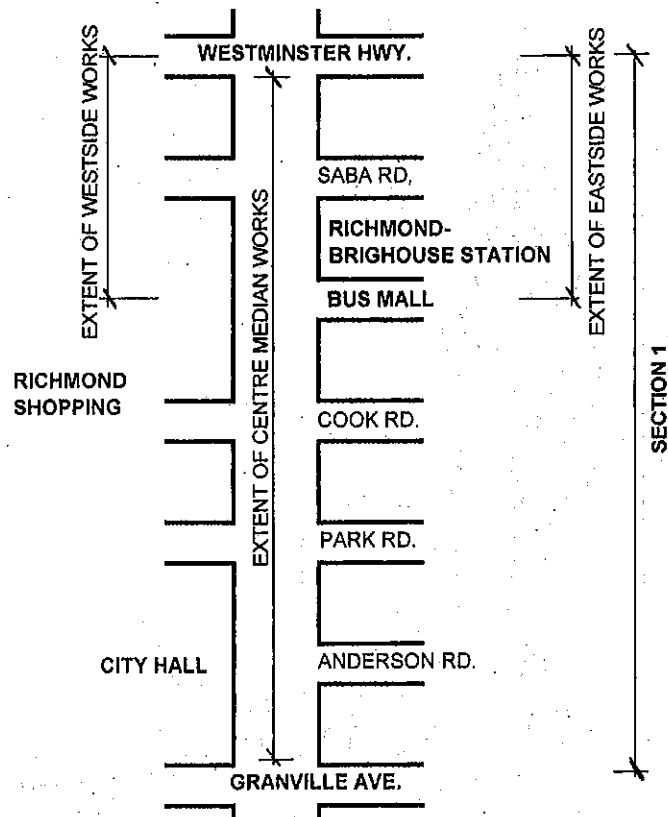 WESTMINSTER HWY.
EXTENT OF WESTSIDE WORKS
EXTENT OF EASTSIDE WORKS
SABA RD,
RICHMOND-
BRIGHOUSE STATION
BUS MALL
EXTENT OF CENTRE MEDIAN WORKS
RICHMOND
SHOPPING
SECTION 1
COOK RD.
PARK RD.
CITY HALL
ANDERSON RD.
GRANVILLE AVE.